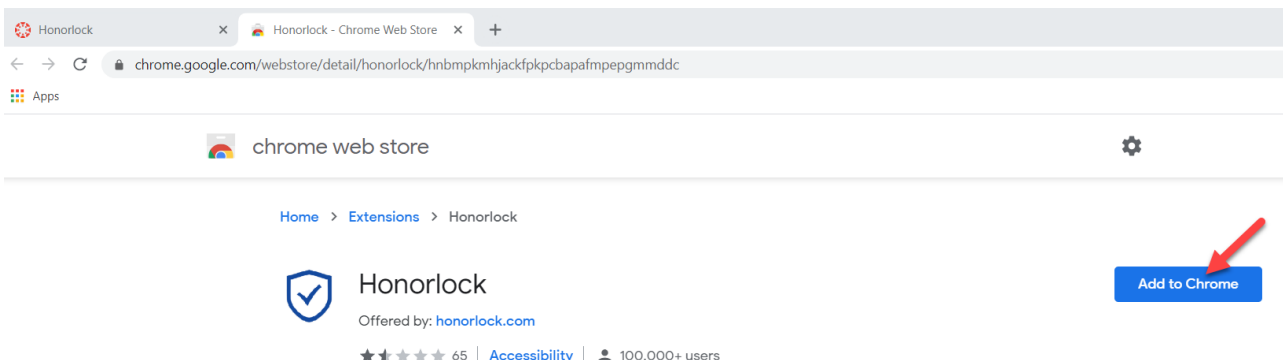 Honorlock
Honorlock - Chrome Web Store
chrome.google.com/webstore/detail/honorlock/hnbmpkmhjackfpkpcbapafmpepgmmddc
Apps
chrome web store
Home > Extensions > Honorlock
Honorlock
Add to Chrome
Offered by: honorlock.com
65 | Accessibility | 100,000+ users